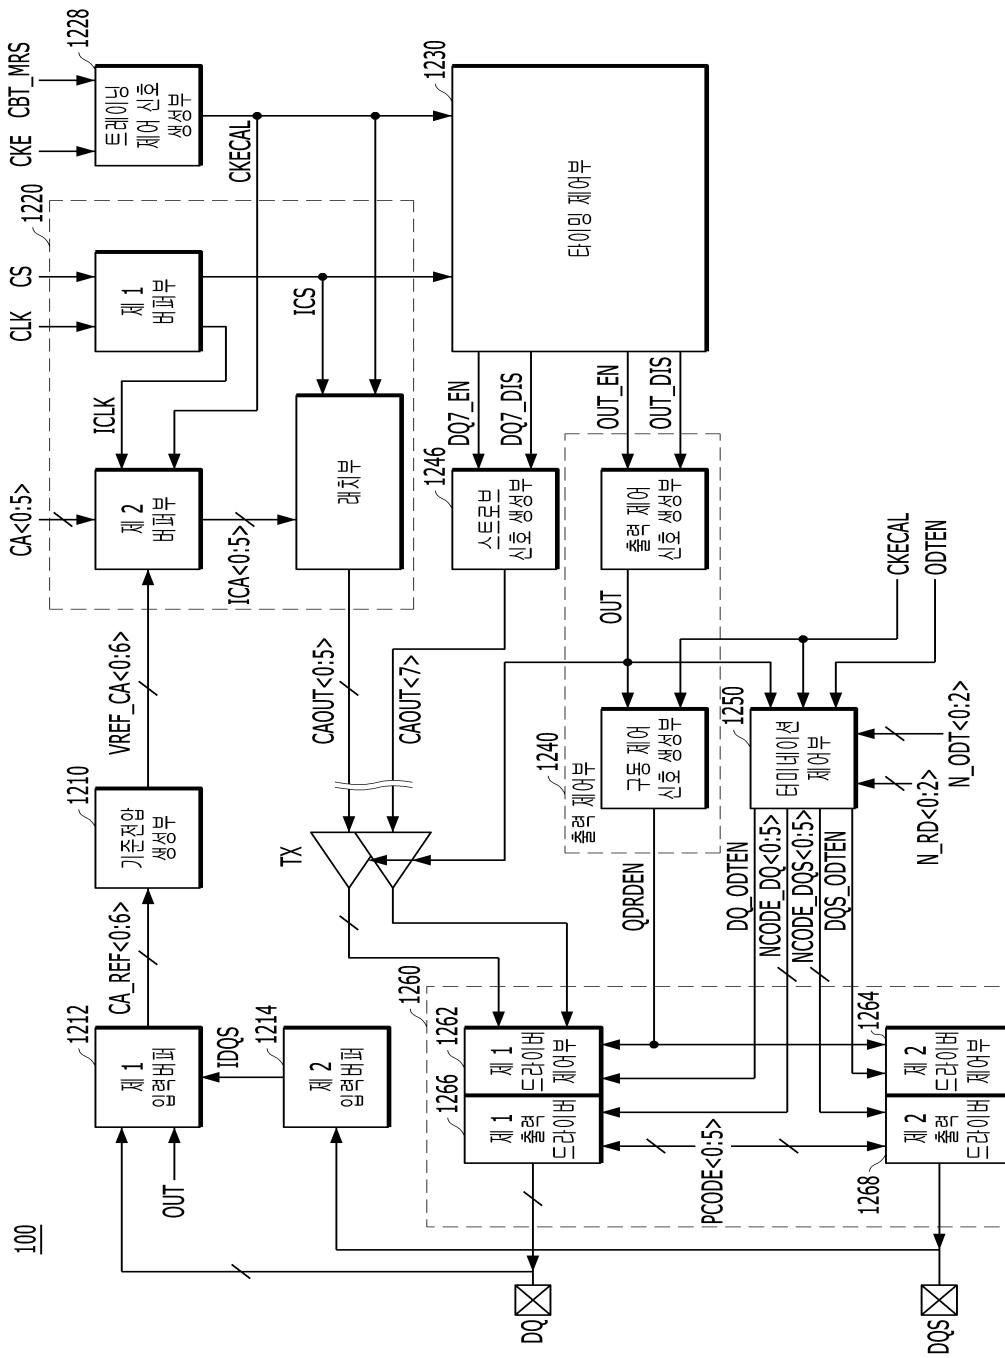 100
DQ
DQS
제 1
입력버퍼
1212
OUT
IDQS
제 2
입력버퍼
1214
CA_REF<0:6>
기준전압
생성부
1210
VREF_CA<0:6>
1220
CA<0:5>
제 2
버퍼부
ICLK
CLK
CS
제 1
버퍼부
ICA<0:5>
래치부
ICS
CKE
CBT_MRS
트레이닝
제어 신호
생성부
1228
CKECAL
타이밍 제어부
1230
DQ7_EN
DQ7_DIS
OUT_EN
OUT_DIS
스트로브
신호 생성부
1246
출력 제어
신호 생성부
OUT
CAOUT<0:5>
CAOUT<7>
TX
출력 제어부
1240
구동 제어
신호 생성부
QDRDEN
CKECAL
ODTEN
터미네이션
제어부
1250
N_RD<0:2>
N_ODT<0:2>
DQ_ODTEN
NCODE_DQ<0:5>
NCODE_DQS<0:5>
DQS_ODTEN
1260
제 1
드라이버
제어부
1262
제 1
출력
드라이버
1266
PCODE<0:5>
제 2
드라이버
제어부
1264
제 2
출력
드라이버
1268